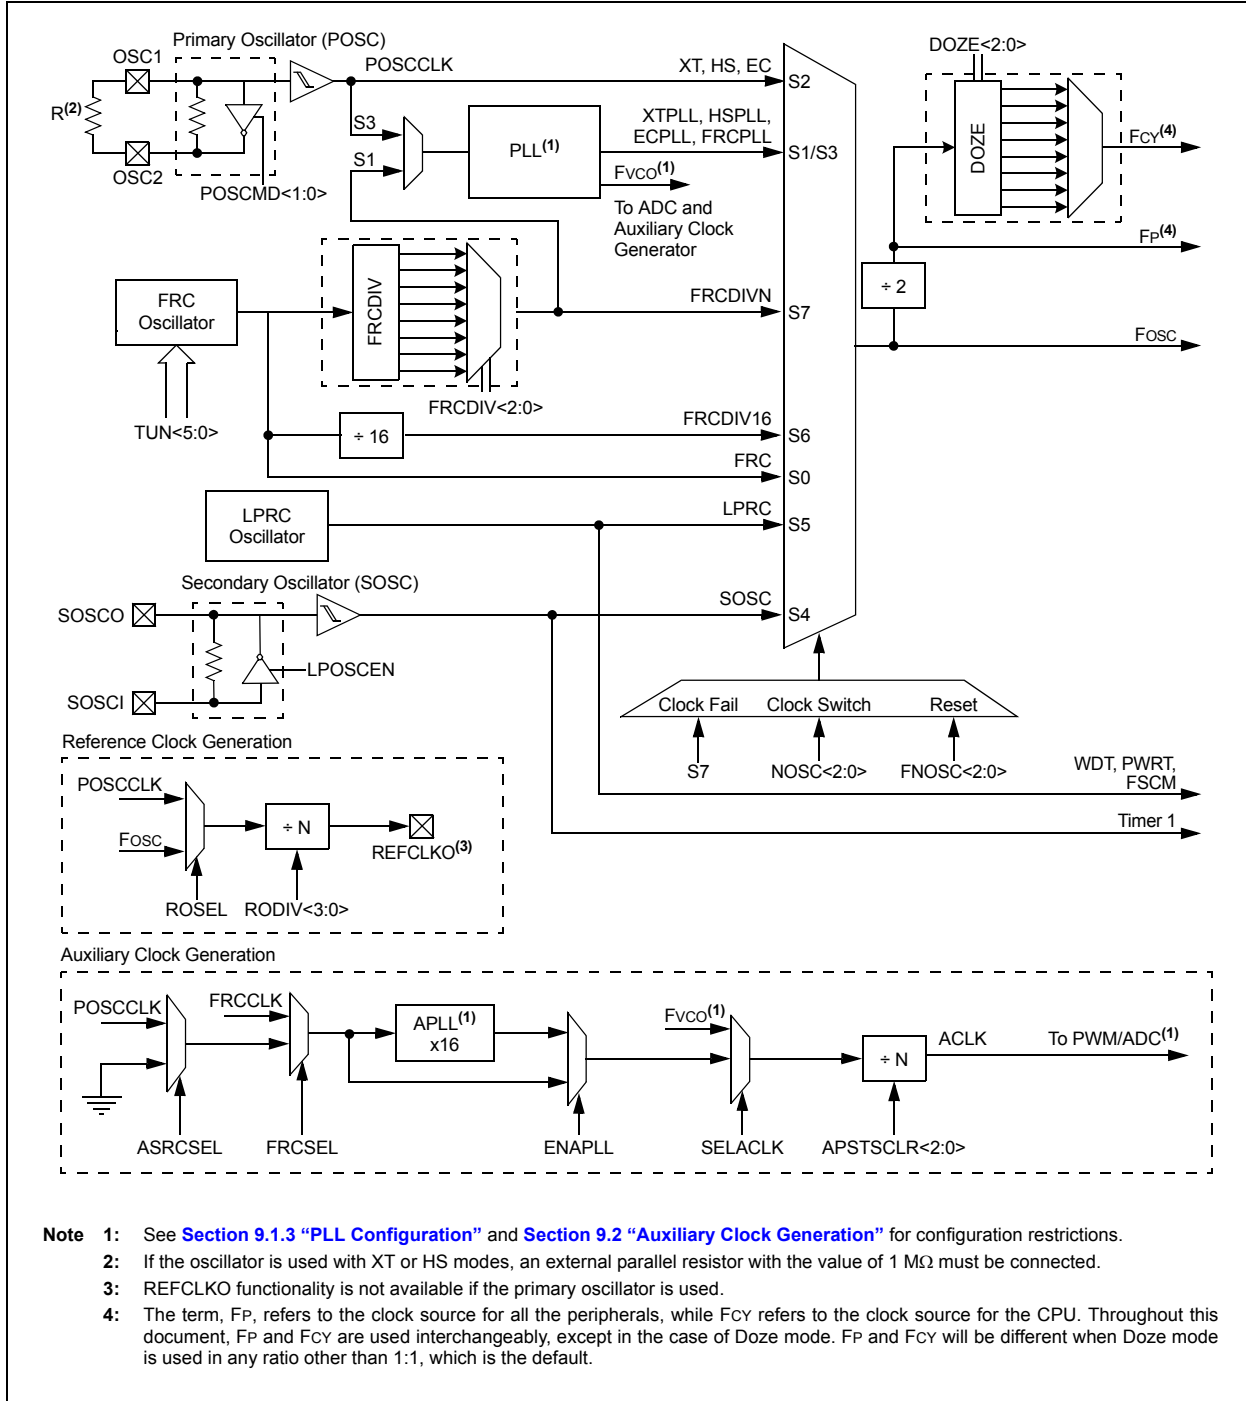 Primary Oscillator (POSC)
DOZE<2:0>
OSC1
POSCCLK
XT, HS, EC
S2
R(2)
S3
XTPLL, HSPLL,
ECPLL, FRCPLL
PLL(1)
S1/S3
DOZE
FCY(4)
S1
OSC2
POSCMD<1:0>
FVCO(1)
To ADC and
Auxiliary Clock
Generator
FP(4)
÷ 2
FRC
Oscillator
FRCDIV
FRCDIVN
S7
FOSC
TUN<5:0>
FRCDIV<2:0>
÷ 16
FRCDIV16
S6
FRC
S0
LPRC
Oscillator
LPRC
S5
Secondary Oscillator (SOSC)
SOSCO
SOSC
S4
LPOSCEN
SOSCI
Clock Fail Clock Switch Reset
S7 NOSC<2:0> FNOSC<2:0>
WDT, PWRT,
FSCM
Timer 1
Reference Clock Generation
POSCCLK
FOSC
÷ N
REFCLKO(3)
ROSEL RODIV<3:0>
Auxiliary Clock Generation
POSCCLK
FRCCLK
APLL(1)
x16
FVCO(1)
÷ N
ACLK
To PWM/ADC(1)
ASRCSEL FRCSEL ENAPLL SELACLK APSTSCLR<2:0>
Note 1: See Section 9.1.3 “PLL Configuration” and Section 9.2 “Auxiliary Clock Generation” for configuration restrictions.
2: If the oscillator is used with XT or HS modes, an external parallel resistor with the value of 1 MΩ must be connected.
3: REFCLKO functionality is not available if the primary oscillator is used.
4: The term, FP, refers to the clock source for all the peripherals, while FCY refers to the clock source for the CPU. Throughout this
document, FP and FCY are used interchangeably, except in the case of Doze mode. FP and FCY will be different when Doze mode
is used in any ratio other than 1:1, which is the default.